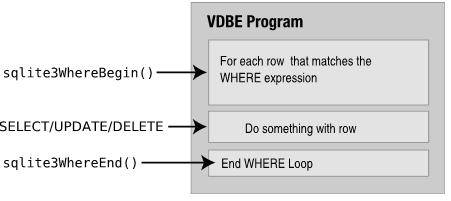 VDBE Program
For each row that matches the
WHERE expression
sqlite3WhereBegin()
SELECT/UPDATE/DELETE
Do something with row
sqlite3WhereEnd()
End WHERE Loop